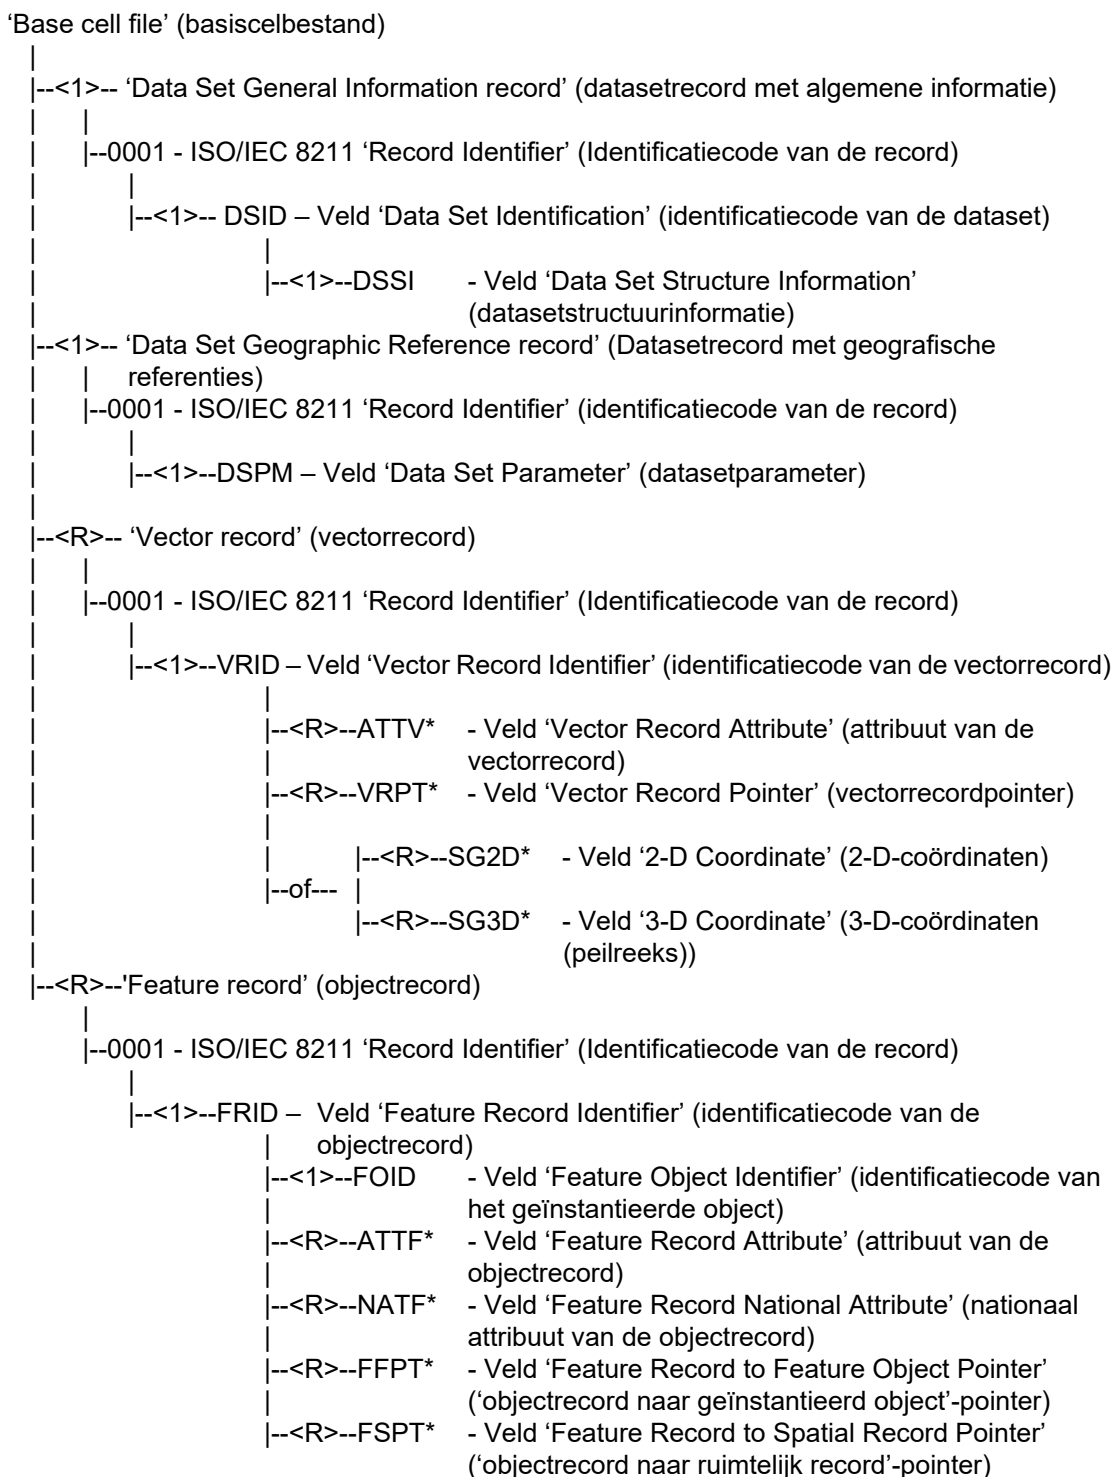 ‘Base cell file’ (basiscelbestand)
|
|--<1>-- ‘Data Set General Information record’ (datasetrecord met algemene informatie)
| |
| |--0001 - ISO/IEC 8211 ‘Record Identifier’ (Identificatiecode van de record)
| |
| |--<1>-- DSID – Veld ‘Data Set Identification’ (identificatiecode van de dataset)
| |
| |--<1>--DSSI - Veld ‘Data Set Structure Information’
| (datasetstructuurinformatie)
|--<1>-- ‘Data Set Geographic Reference record’ (Datasetrecord met geografische
| | referenties)
| |--0001 - ISO/IEC 8211 ‘Record Identifier’ (identificatiecode van de record)
| |
| |--<1>--DSPM – Veld ‘Data Set Parameter’ (datasetparameter)
|
|--<R>-- ‘Vector record’ (vectorrecord)
| |
| |--0001 - ISO/IEC 8211 ‘Record Identifier’ (Identificatiecode van de record)
| |
| |--<1>--VRID – Veld ‘Vector Record Identifier’ (identificatiecode van de vectorrecord)
| |
| |--<R>--ATTV* - Veld ‘Vector Record Attribute’ (attribuut van de
| | vectorrecord)
| |--<R>--VRPT* - Veld ‘Vector Record Pointer’ (vectorrecordpointer)
| |
| | |--<R>--SG2D* - Veld ‘2-D Coordinate’ (2-D-coördinaten)
| |--of--- |
| |--<R>--SG3D* - Veld ‘3-D Coordinate’ (3-D-coördinaten
| (peilreeks))
|--<R>--'Feature record’ (objectrecord)
|
|--0001 - ISO/IEC 8211 ‘Record Identifier’ (Identificatiecode van de record)
|
|--<1>--FRID – Veld ‘Feature Record Identifier’ (identificatiecode van de
| objectrecord)
|--<1>--FOID - Veld ‘Feature Object Identifier’ (identificatiecode van
| het geïnstantieerde object)
|--<R>--ATTF* - Veld ‘Feature Record Attribute’ (attribuut van de
| objectrecord)
|--<R>--NATF* - Veld ‘Feature Record National Attribute’ (nationaal
| attribuut van de objectrecord)
|--<R>--FFPT* - Veld ‘Feature Record to Feature Object Pointer’
| (‘objectrecord naar geïnstantieerd object’-pointer)
|--<R>--FSPT* - Veld ‘Feature Record to Spatial Record Pointer’
(‘objectrecord naar ruimtelijk record’-pointer)